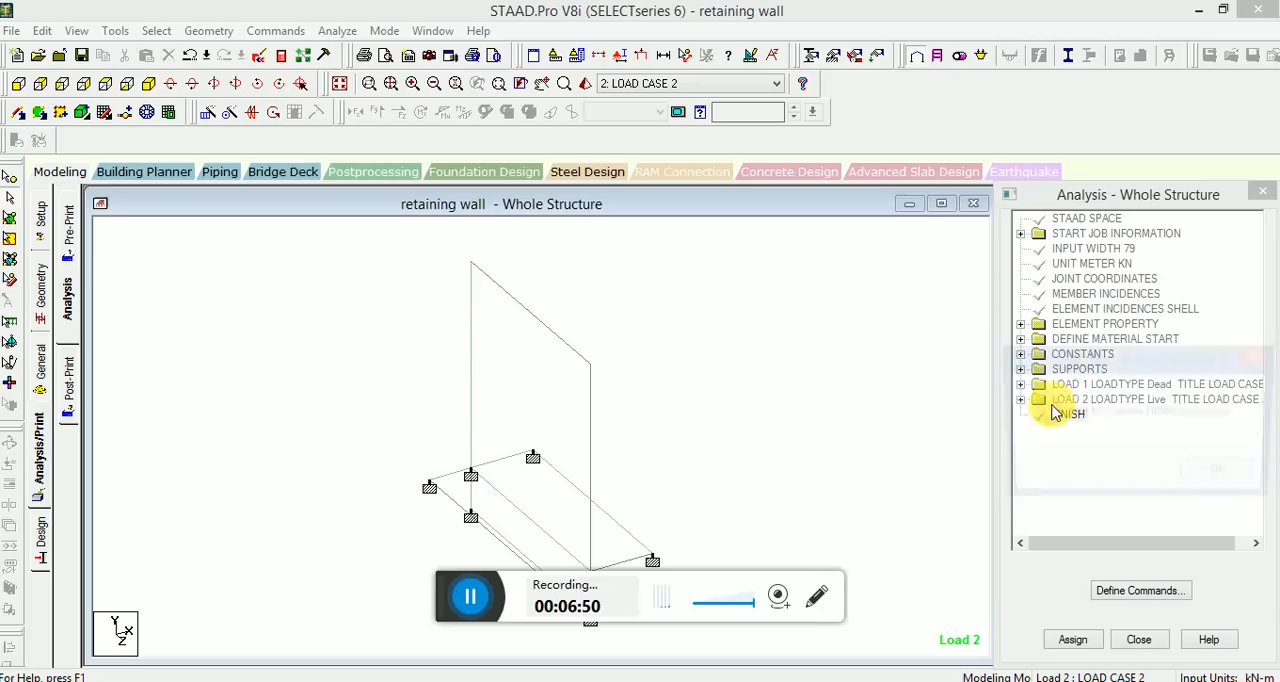 STAAD.Pro V8i (SELECTseries 6) - retaining wall
File Edit View Tools Select Geometry Commands Analyze Mode Window Help
2: LOAD CASE 2
Modeling Building Planner Piping Bridge Deck Postprocessing Foundation Design Steel Design RAM Connection Concrete Design Advanced Slab Design Earthquake
Setup
Geometry
General
Analysis/Print
Design
Pre-Print
Analysis
Post-Print
retaining wall - Whole Structure
Y
X
Z
Load 2
Recording...
00:06:50
Analysis - Whole Structure
STAAD SPACE
START JOB INFORMATION
INPUT WIDTH 79
UNIT METER KN
JOINT COORDINATES
MEMBER INCIDENCES
ELEMENT INCIDENCES SHELL
ELEMENT PROPERTY
DEFINE MATERIAL START
CONSTANTS
SUPPORTS
LOAD 1 LOADTYPE Dead TITLE LOAD CASE
LOAD 2 LOADTYPE Live TITLE LOAD CASE
FINISH
Define Commands...
Assign Close Help
For Help, press F1
Modeling Mo Load 2 : LOAD CASE 2 Input Units: kN-m